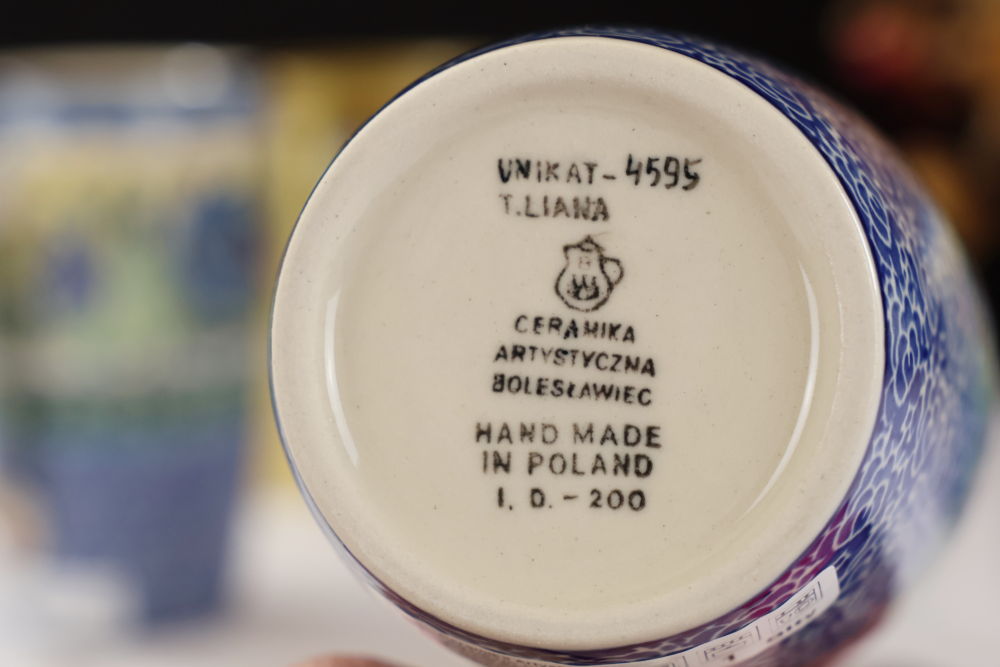 UNIKAT-4595
T.LIANA
CERAMIKA
ARTYSTYCZNA
BOLESŁAWIEC
HAND MADE
IN POLAND
I. D. - 200